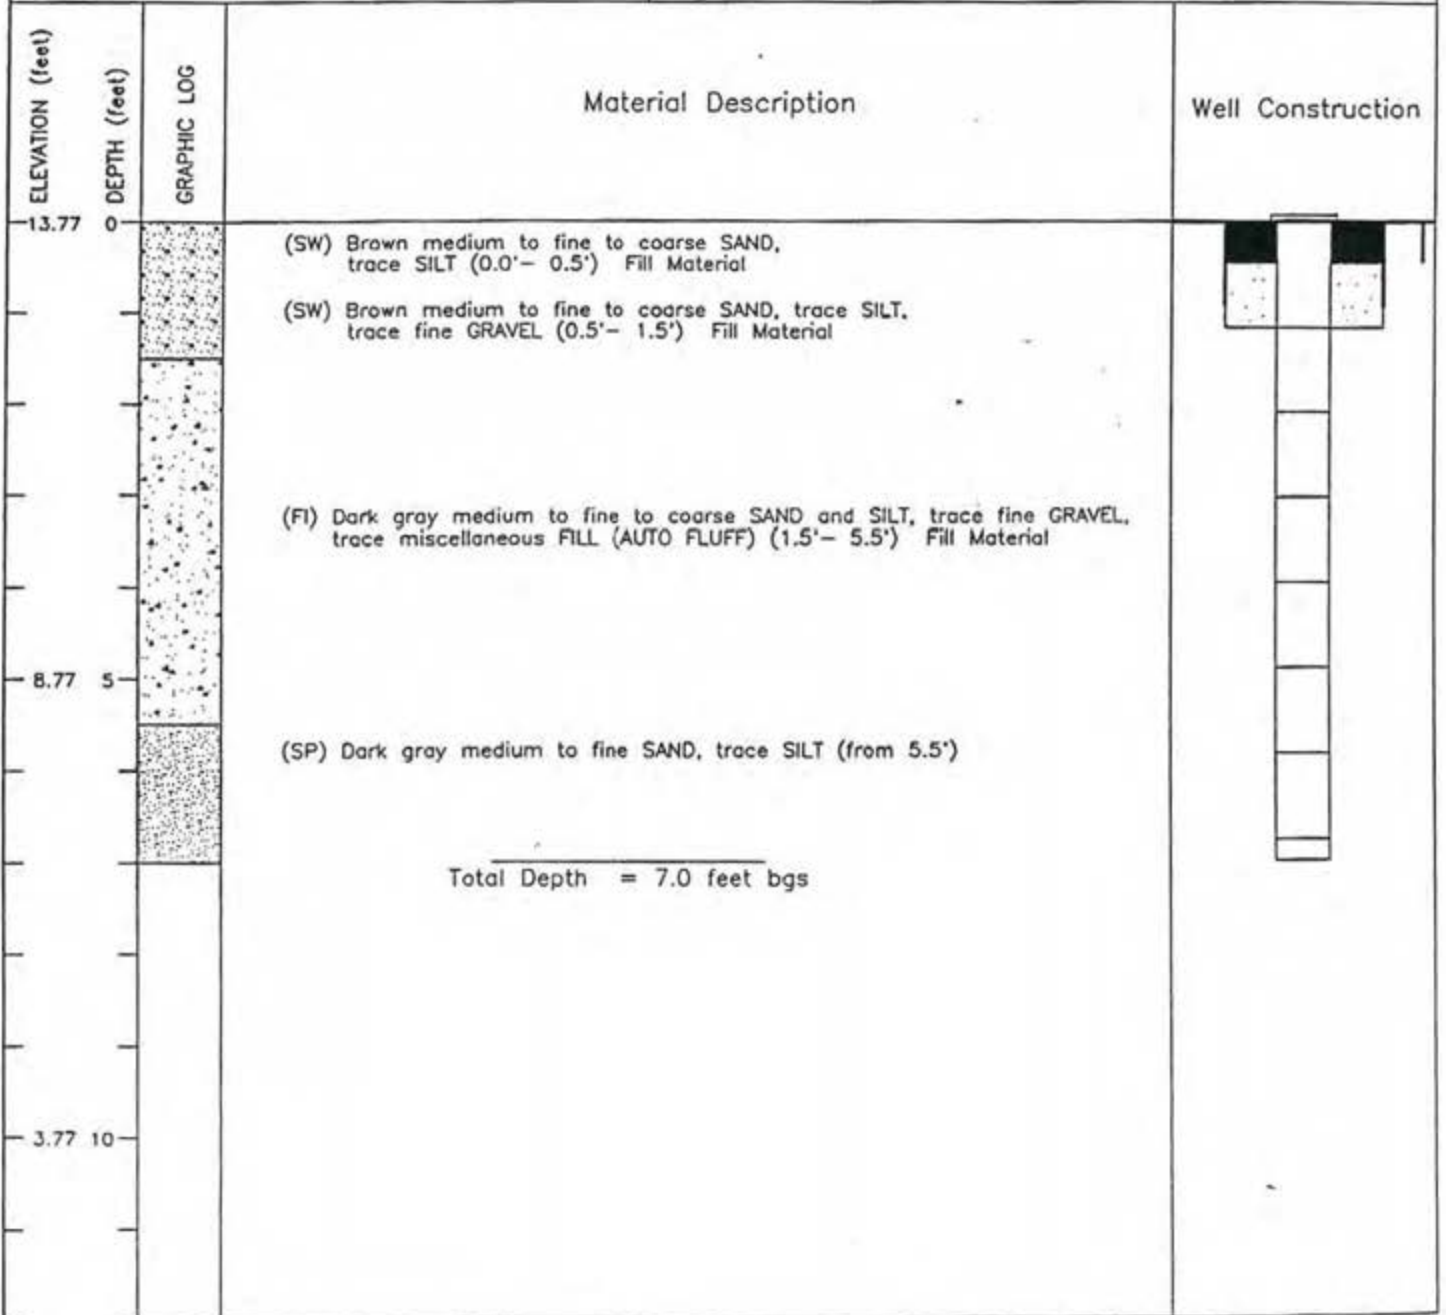 ELEVATION (feet)
DEPTH (feet)
GRAPHIC LOG
Material Description
Well Construction
13.77 0
(SW) Brown medium to fine to coarse SAND,
trace SILT (0.0'- 0.5') Fill Material
(SW) Brown medium to fine to coarse SAND, trace SILT,
trace fine GRAVEL (0.5'- 1.5') Fill Material
(FI) Dark gray medium to fine to coarse SAND and SILT, trace fine GRAVEL,
trace miscellaneous FILL (AUTO FLUFF) (1.5'- 5.5') Fill Material
8.77 5
(SP) Dark gray medium to fine SAND, trace SILT (from 5.5')
Total Depth = 7.0 feet bgs
3.77 10